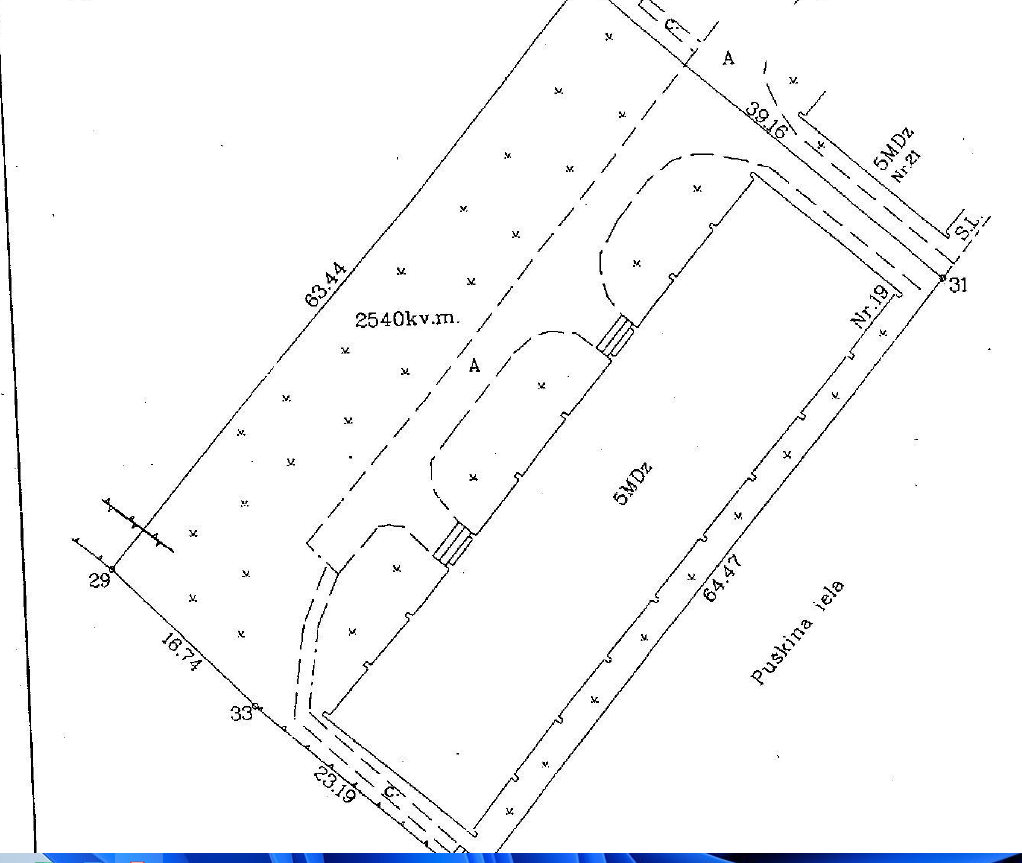 C.
A
39.16
5MDz
Nr.21
S.L.
31
63.44
Nr.19
2540kv.m.
A
5MDz
29
64.47
Puškina iela
16.74
33
23.19
C.